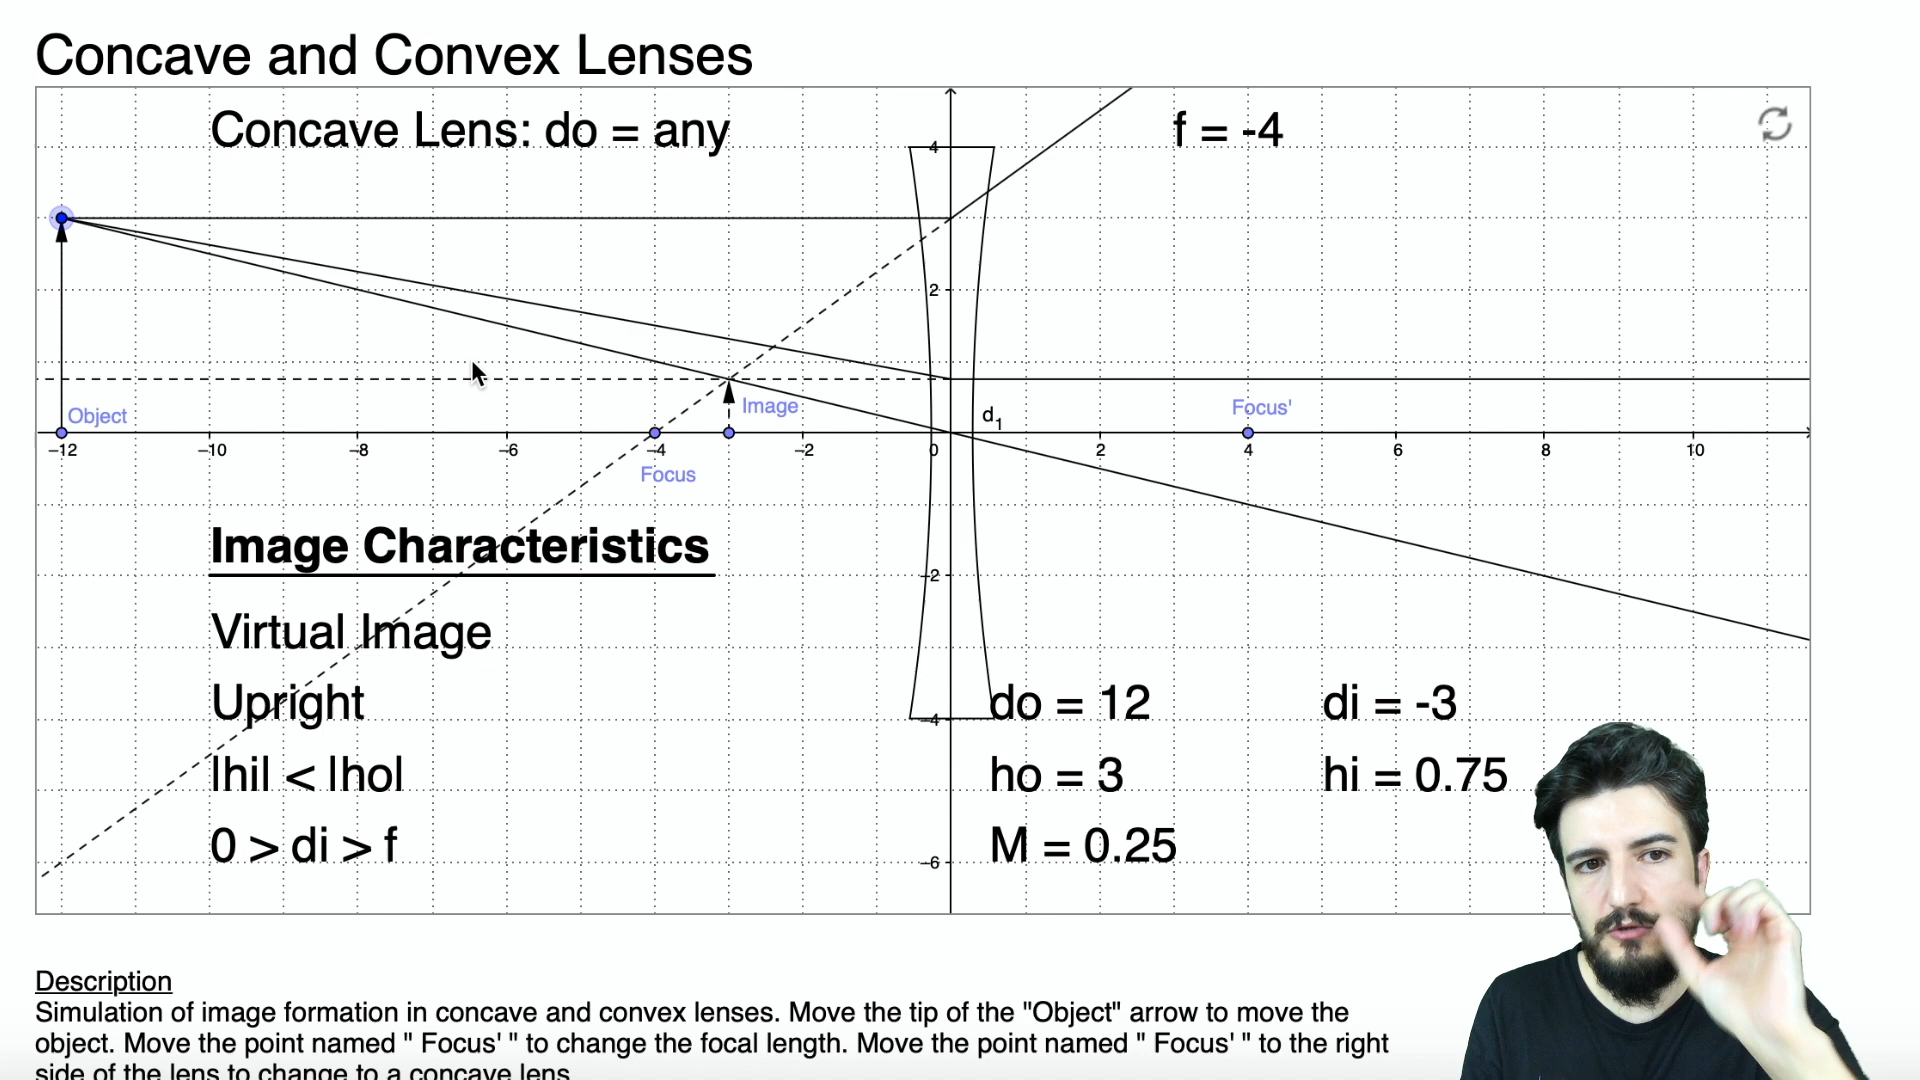 Concave and Convex Lenses
Concave Lens: do = any
f = -4
4
2
Object
Image
d1
Focus'
−12
−10
−8
−6
−4
−2
0
2
4
6
8
10
Focus
Image Characteristics
−2
Virtual Image
Upright
−4
do = 12
di = -3
|hi| < |ho|
ho = 3
hi = 0.75
0 > di > f
−6
M = 0.25
Description
Simulation of image formation in concave and convex lenses. Move the tip of the "Object" arrow to move the
object. Move the point named " Focus' " to change the focal length. Move the point named " Focus' " to the right
side of the lens to change to a concave lens